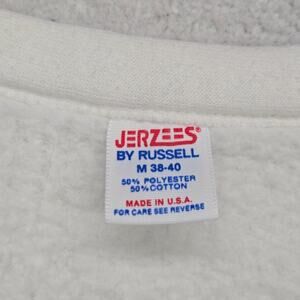 JERZEES®
BY RUSSELL
M 38-40
50% POLYESTER
50% COTTON
MADE IN U.S.A.
FOR CARE SEE REVERSE